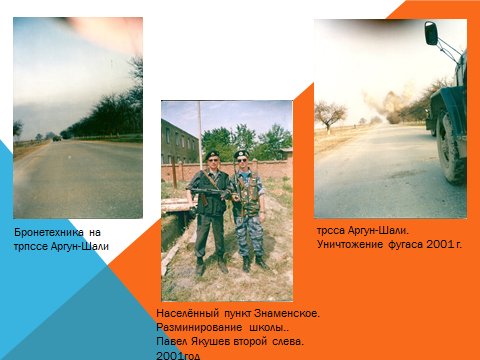 Бронетехника на
трпссе Аргун-Шали
трсса Аргун-Шали.
Уничтожение фугаса 2001 г.
Населённый пункт Знаменское.
Разминирование школы..
Павел Якушев второй слева.
2001год